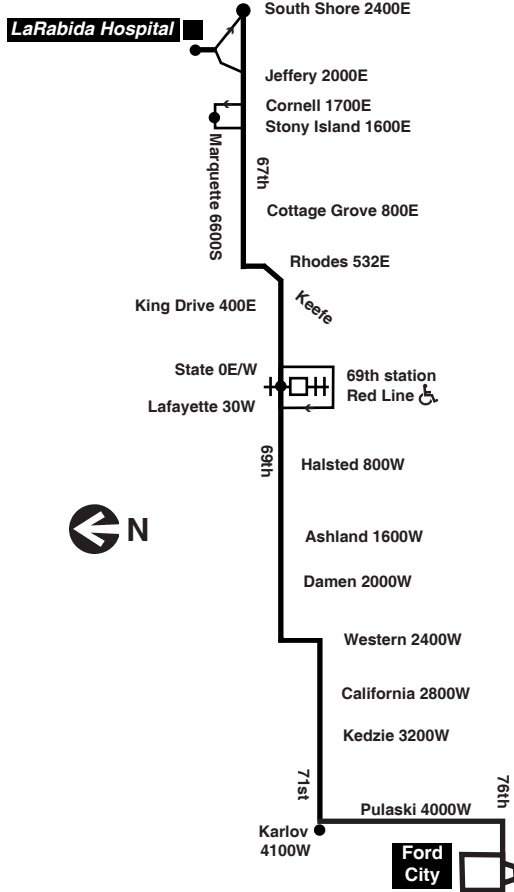 South Shore 2400E
LaRabida Hospital
Jeffery 2000E
Cornell 1700E
Stony Island 1600E
Marquette 6600S
67th
Cottage Grove 800E
Rhodes 532E
Keefe
King Drive 400E
State 0E/W
69th station
Red Line
Lafayette 30W
69th
Halsted 800W
N
Ashland 1600W
Damen 2000W
Western 2400W
California 2800W
Kedzie 3200W
71st
76th
Pulaski 4000W
Karlov
4100W
Ford
City